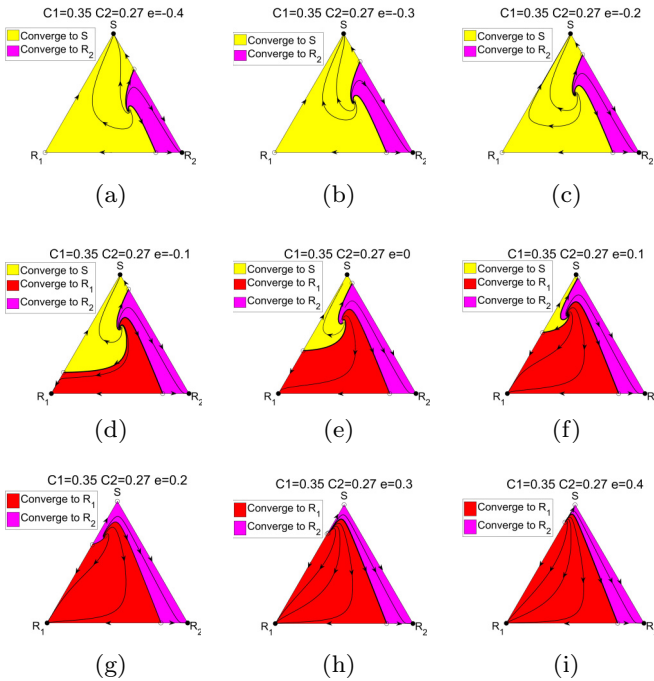 C1=0.35 C2=0.27 e=-0.4 C1=0.35 C2=0.27 e=-0.3 C1=0.35 C2=0.27 e=-0.2
S S S
Converge to S Converge to S Converge to S
Converge to R₂ Converge to R₂ Converge to R₂
R₁ R₂ R₁ R₂ R₁ R₂
(a) (b) (c)
C1=0.35 C2=0.27 e=-0.1 C1=0.35 C2=0.27 e=0 C1=0.35 C2=0.27 e=0.1
S S S
Converge to S Converge to S Converge to S
Converge to R₁ Converge to R₁ Converge to R₁
Converge to R₂ Converge to R₂ Converge to R₂
R₁ R₂ R₁ R₂ R₁ R₂
(d) (e) (f)
C1=0.35 C2=0.27 e=0.2 C1=0.35 C2=0.27 e=0.3 C1=0.35 C2=0.27 e=0.4
S S S
Converge to R₁ Converge to R₁ Converge to R₁
Converge to R₂ Converge to R₂ Converge to R₂
R₁ R₂ R₁ R₂ R₁ R₂
(g) (h) (i)